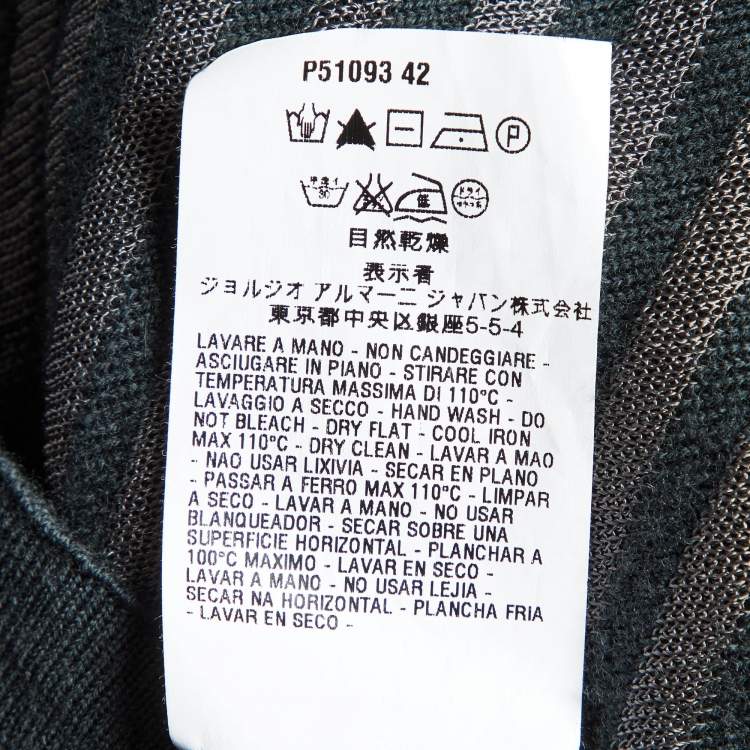 P51093 42
P
自然乾燥
表示者
ジョルジオ アルマーニ ジャパン株式会社
東京都中央区銀座5-5-4
LAVARE A MANO - NON CANDEGGIARE -
ASCIUGARE IN PIANO - STIRARE CON
TEMPERATURA MASSIMA DI 110°C -
LAVAGGIO A SECCO - HAND WASH - DO
NOT BLEACH - DRY FLAT - COOL IRON
MAX 110°C - DRY CLEAN - LAVAR A MAO
- NAO USAR LIXIVIA - SECAR EN PLANO
- PASSAR A FERRO MAX 110°C - LIMPAR
A SECO - LAVAR A MANO - NO USAR
BLANQUEADOR - SECAR SOBRE UNA
SUPERFICIE HORIZONTAL - PLANCHAR A
100°C MAXIMO - LAVAR EN SECO -
LAVAR A MANO - NO USAR LEJIA -
SECAR NA HORIZONTAL - PLANCHA FRIA
- LAVAR EN SECO -